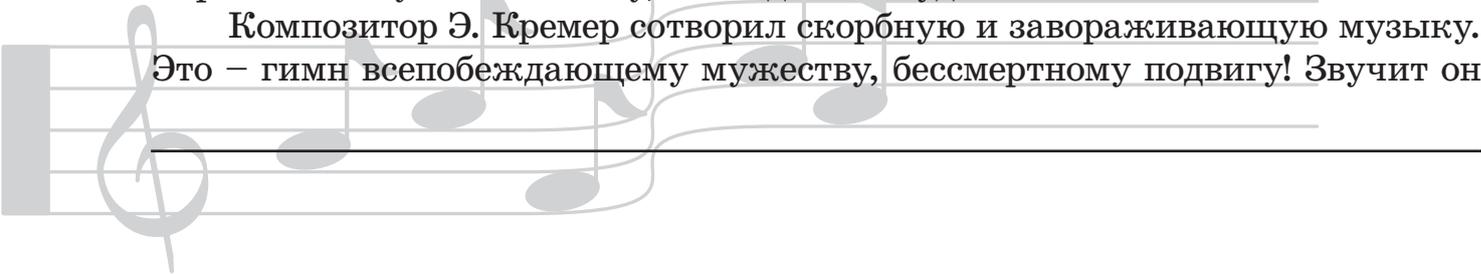 Композитор Э. Кремер сотворил скорбную и завораживающую музыку.
Это – гимн всепобеждающему мужеству, бессмертному подвигу! Звучит он